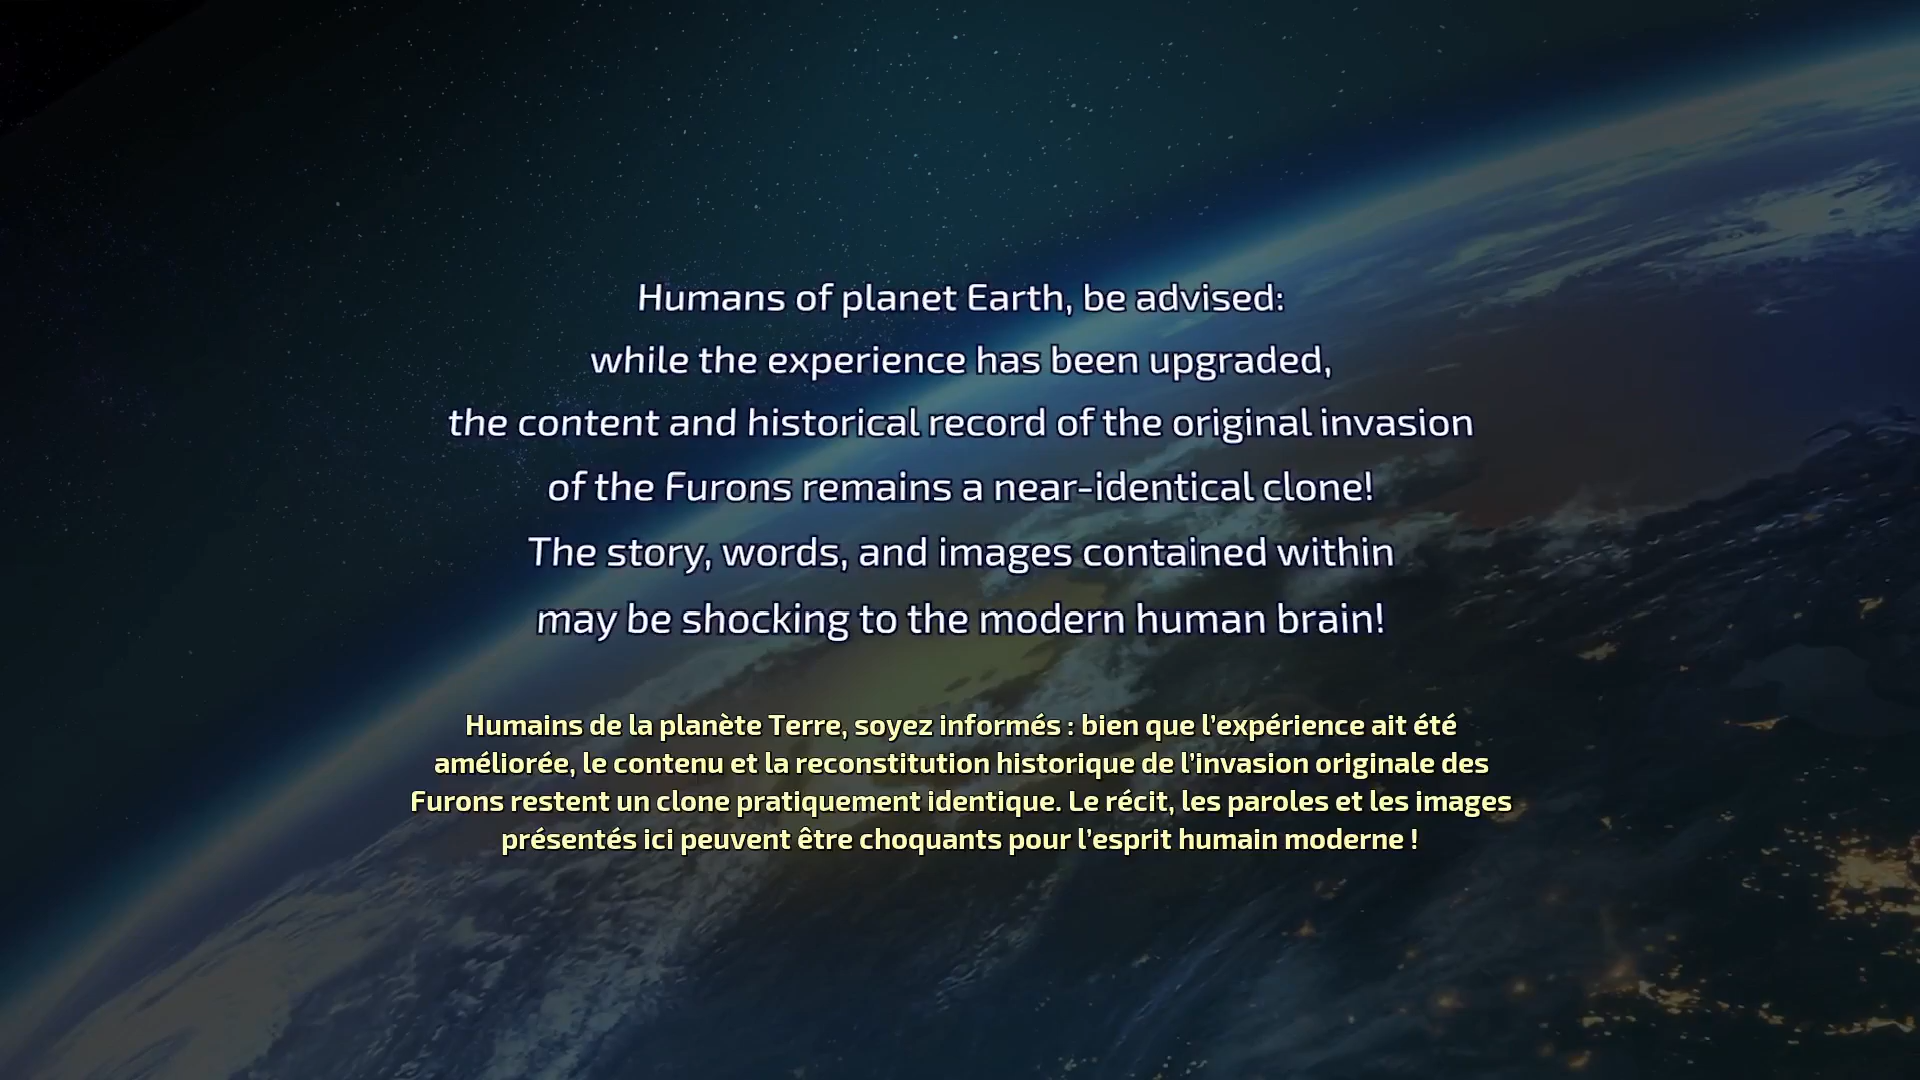 Humans of planet Earth, be advised:
while the experience has been upgraded,
the content and historical record of the original invasion
of the Furons remains a near-identical clone!
The story, words, and images contained within
may be shocking to the modern human brain!
Humains de la planète Terre, soyez informés : bien que l’expérience ait été
améliorée, le contenu et la reconstitution historique de l’invasion originale des
Furons restent un clone pratiquement identique. Le récit, les paroles et les images
présentés ici peuvent être choquants pour l’esprit humain moderne !